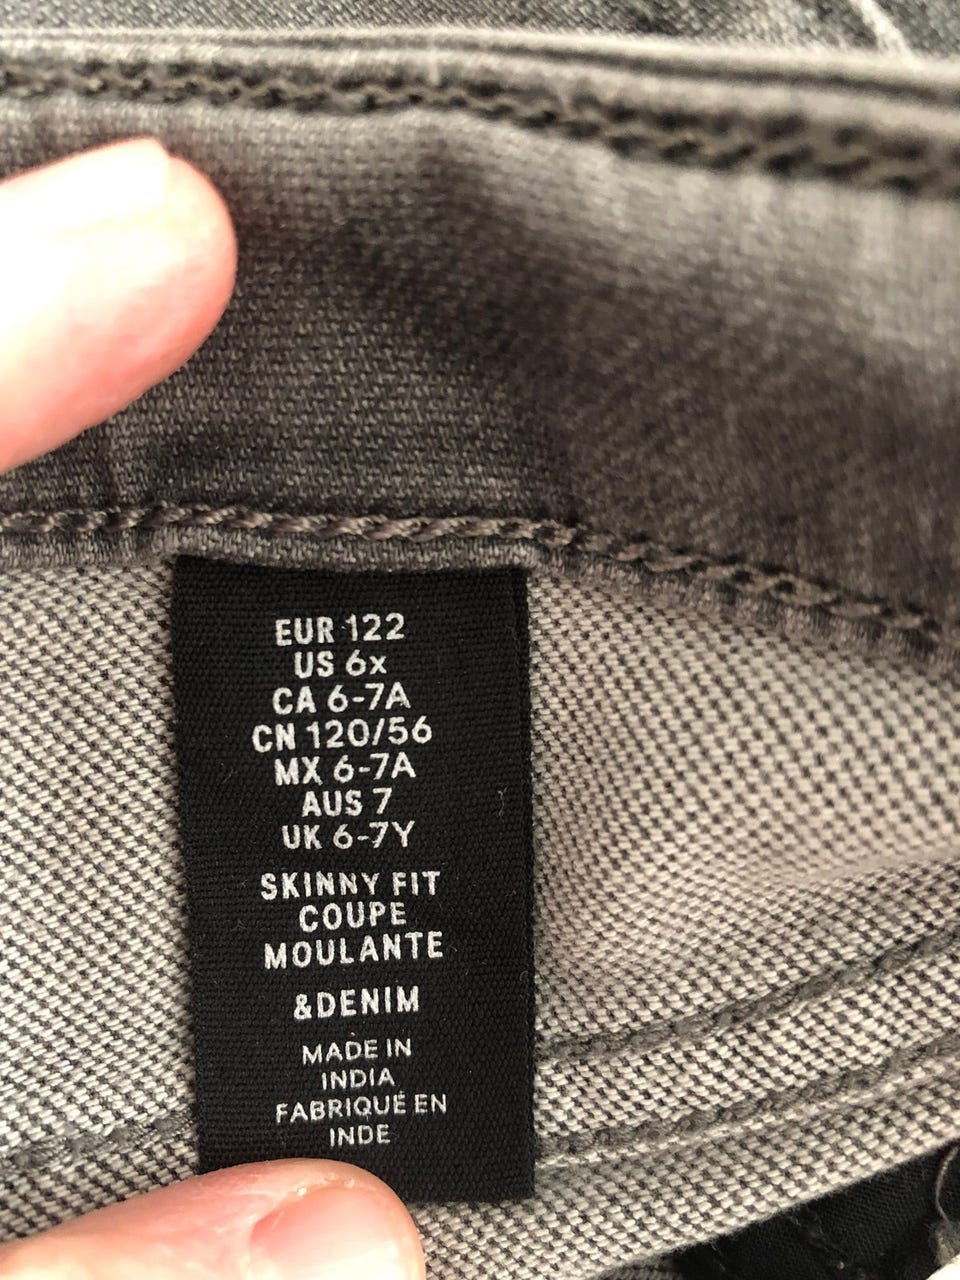 EUR 122
US 6x
CA 6-7A
CN 120/56
MX 6-7A
AUS 7
UK 6-7Y
SKINNY FIT
COUPE
MOULANTE
&DENIM
MADE IN
INDIA
FABRIQUÉ EN
INDE